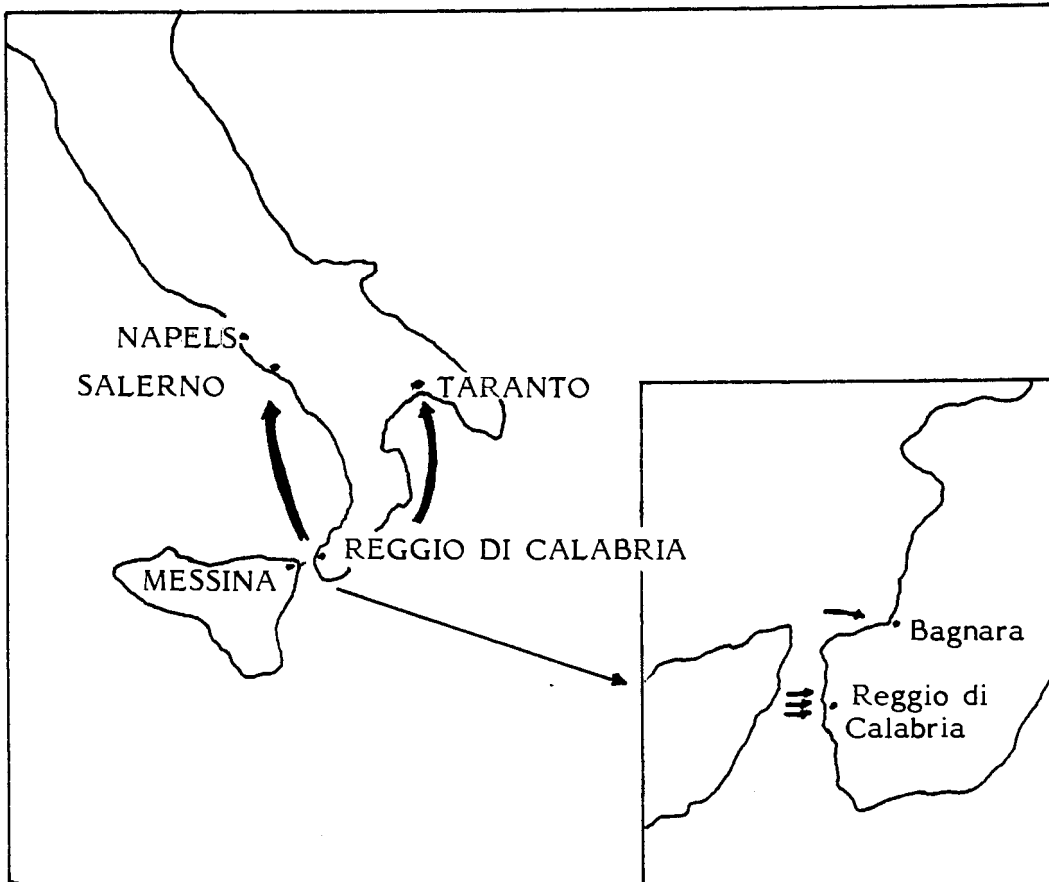 NAPELS
SALERNO
TARANTO
REGGIO DI CALABRIA
MESSINA
Bagnara
Reggio di
Calabria